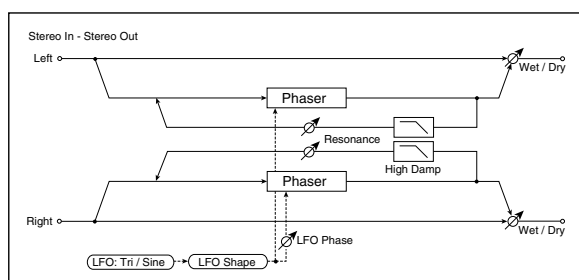 Stereo In - Stereo Out
Left
Wet / Dry
Phaser
Resonance
High Damp
Phaser
Right
Wet / Dry
LFO Phase
LFO: Tri / Sine
LFO Shape